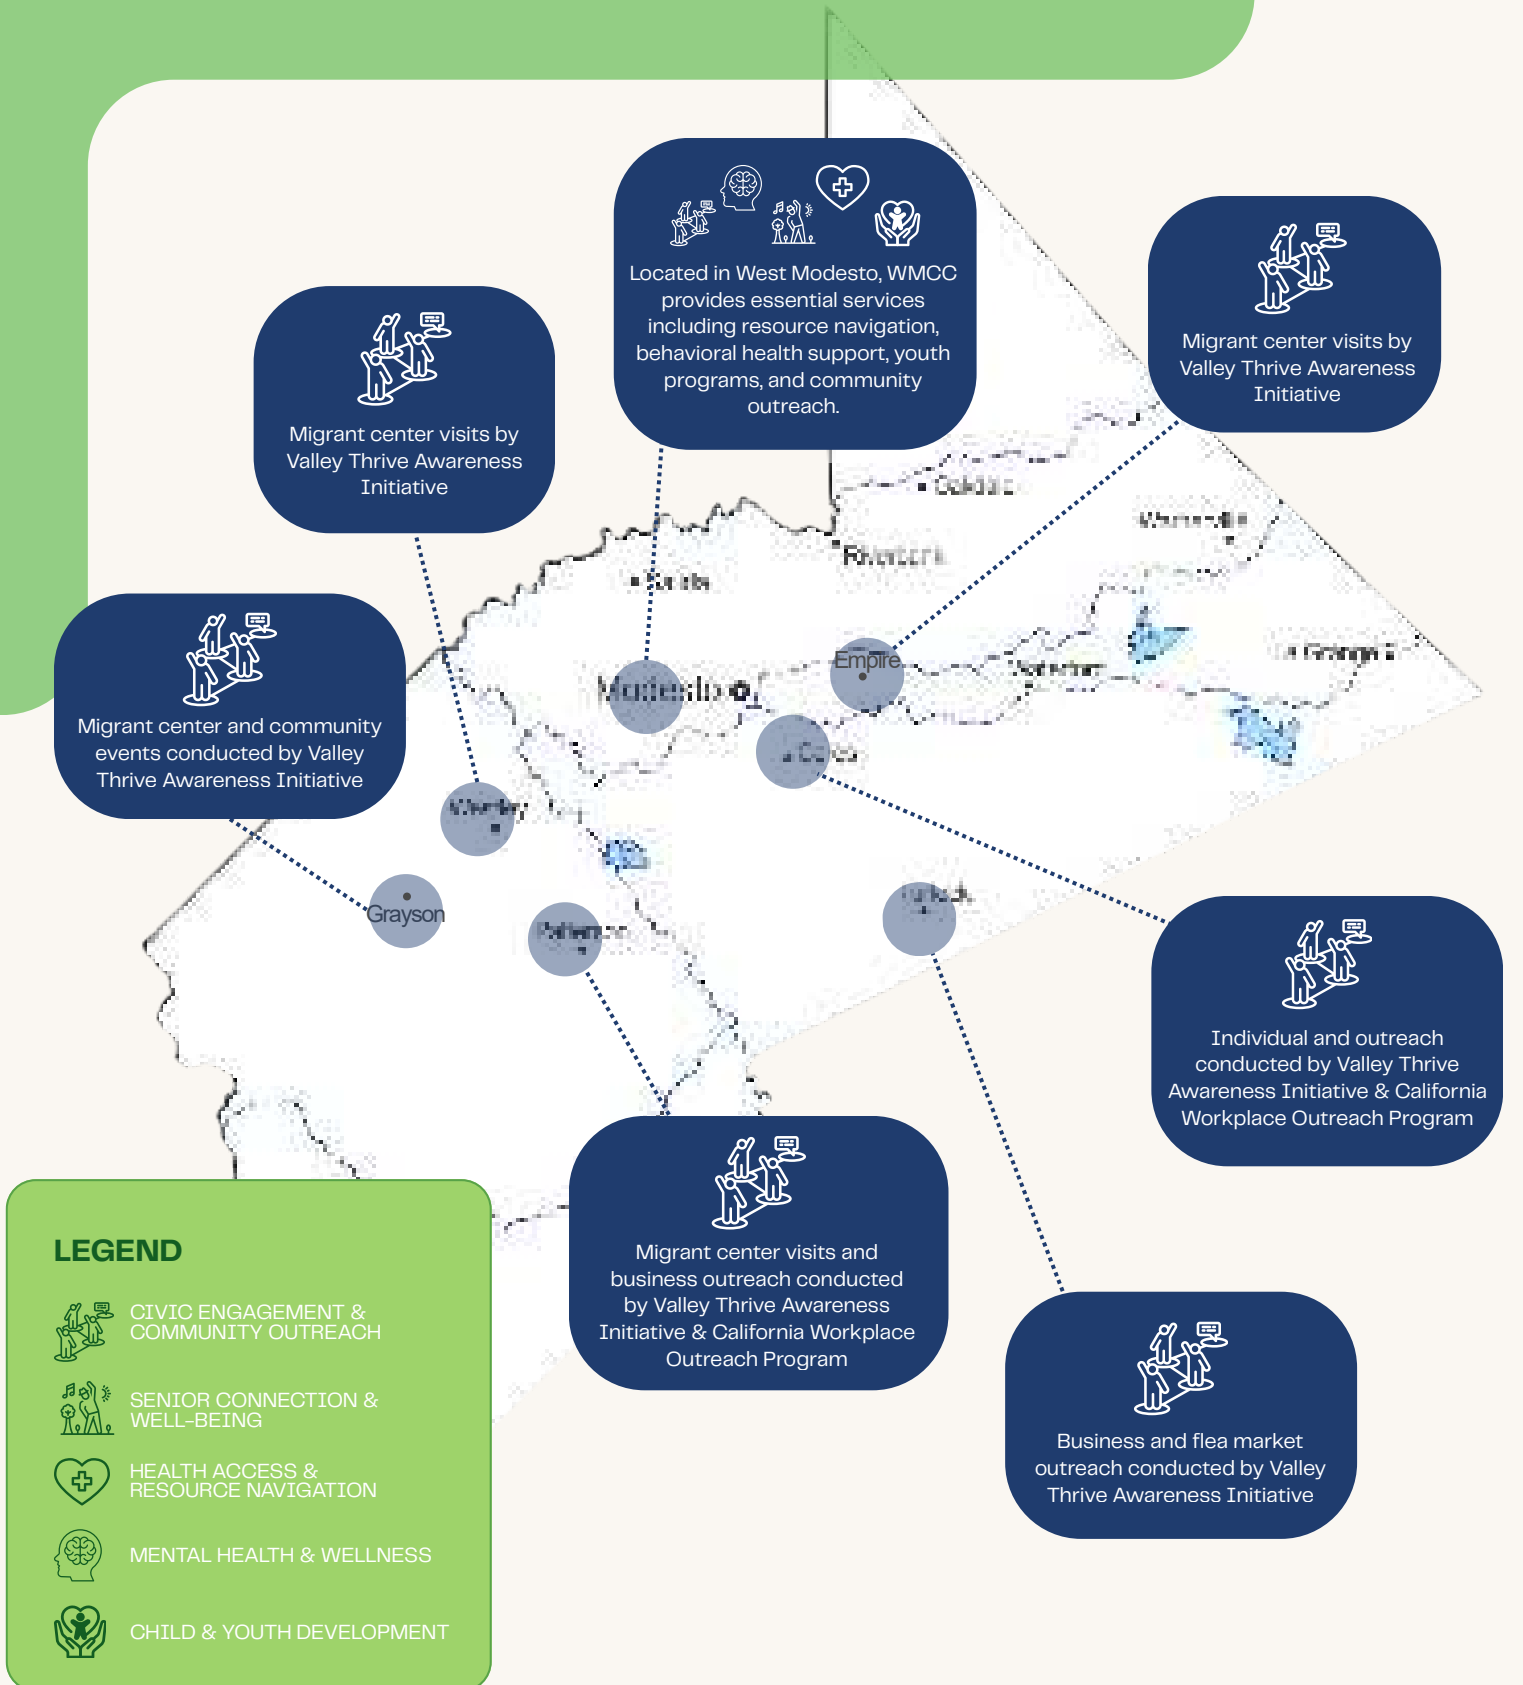 Located in West Modesto, WMCC
provides essential services
including resource navigation,
behavioral health support, youth
programs, and community
outreach.
Migrant center visits by
Valley Thrive Awareness
Initiative
Migrant center visits by
Valley Thrive Awareness
Initiative
Migrant center and community
events conducted by Valley
Thrive Awareness Initiative
Riverbank
Empire
Modesto
La Grange
Grayson
Individual and outreach
conducted by Valley Thrive
Awareness Initiative & California
Workplace Outreach Program
Migrant center visits and
business outreach conducted
by Valley Thrive Awareness
Initiative & California Workplace
Outreach Program
Business and flea market
outreach conducted by Valley
Thrive Awareness Initiative
LEGEND
CIVIC ENGAGEMENT &
COMMUNITY OUTREACH
SENIOR CONNECTION &
WELL-BEING
HEALTH ACCESS &
RESOURCE NAVIGATION
MENTAL HEALTH & WELLNESS
CHILD & YOUTH DEVELOPMENT